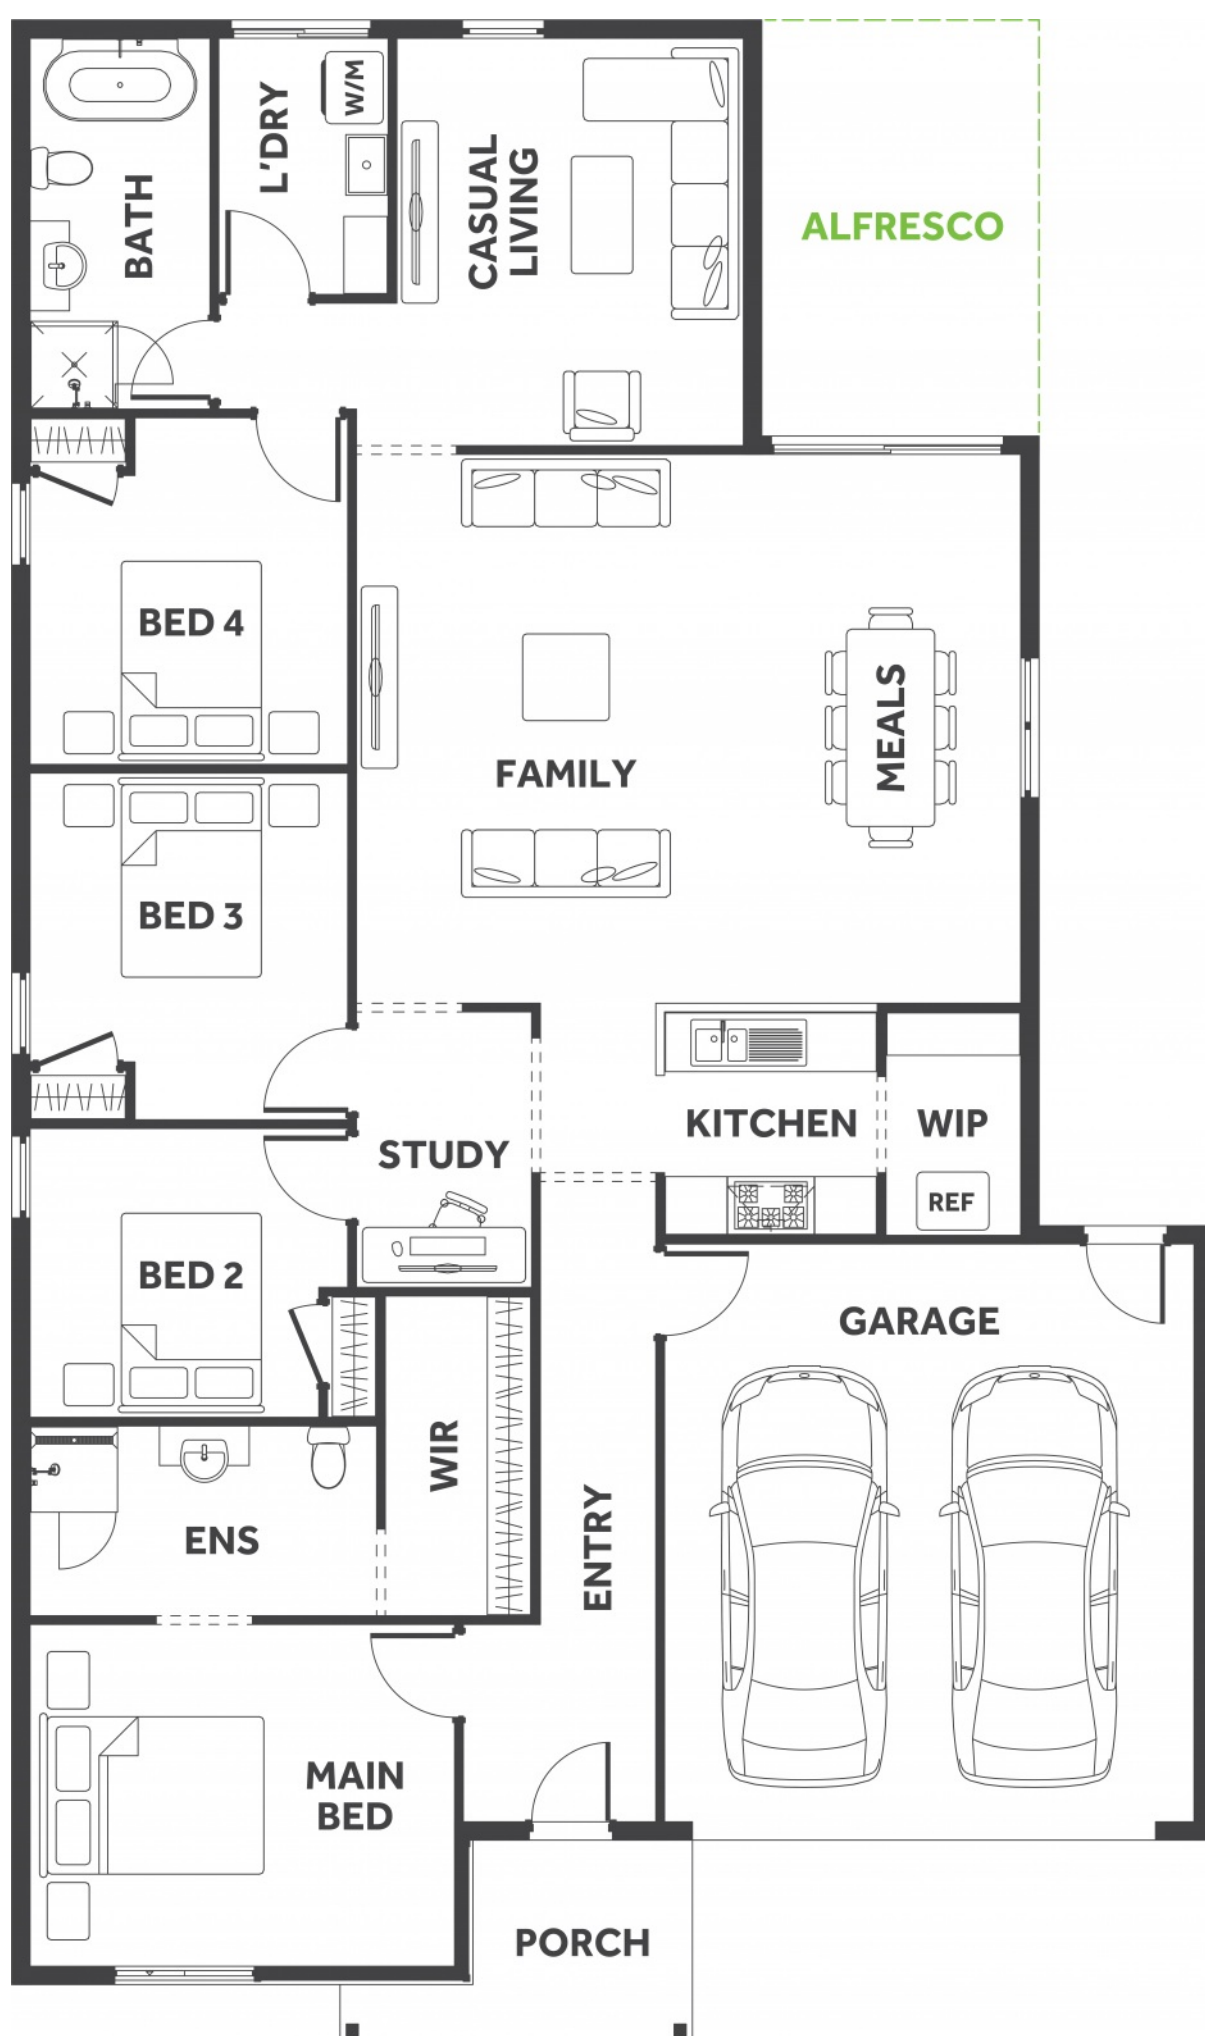 BATH
L'DRY
W/M
CASUAL
LIVING
ALFRESCO
BED 4
FAMILY
MEALS
BED 3
STUDY
KITCHEN
WIP
REF
BED 2
GARAGE
WIR
ENS
ENTRY
MAIN
BED
PORCH